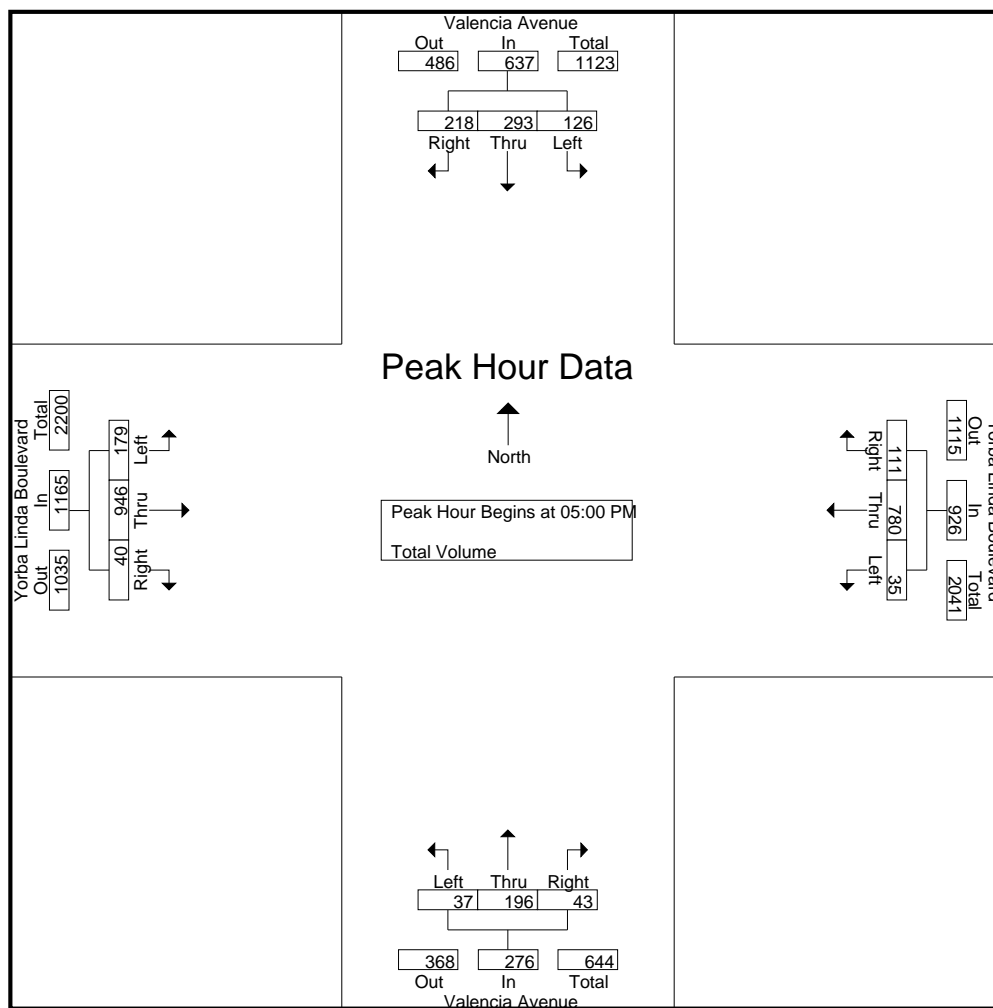 Valencia Avenue
Out In Total
486 637 1123
218 293 126
Right Thru Left
Peak Hour Data
North
Peak Hour Begins at 05:00 PM
Total Volume
Yorba Linda Boulevard
Out In Total
1035 1165 2200
40 946 179
Right Thru Left
Yorba Linda Boulevard
Out In Total
1115 926 2041
111 780 35
Right Thru Left
Left Thru Right
37 196 43
368 276 644
Out In Total
Valencia Avenue